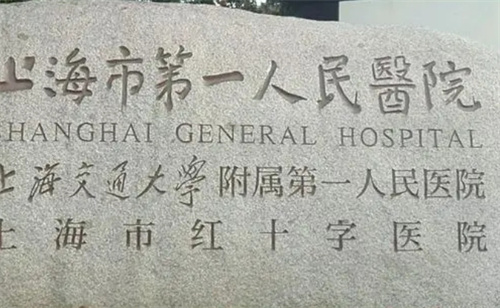 上海市第一人民醫院
SHANGHAI GENERAL HOSPITAL
上海交通大學附属第一人民医院
上海市红十字医院